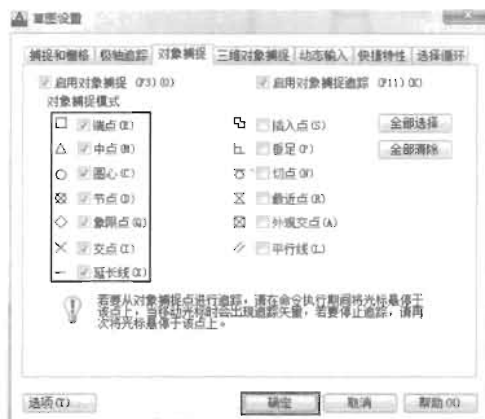 草图设置
捕捉和栅格 极轴追踪 对象捕捉 三维对象捕捉 动态输入 快捷特性 选择循环
启用对象捕捉 (F3)(O) 启用对象捕捉追踪 (F11)(K)
对象捕捉模式
端点(E) 插入点(S) 全部选择
中点(M) 垂足(P) 全部清除
圆心(C) 切点(N)
节点(D) 最近点(R)
象限点(Q) 外观交点(A)
交点(I) 平行线(L)
延长线(X)
若要从对象捕捉点进行追踪，请在命令执行期间将光标悬停于
该点上，当移动光标时会出现追踪矢量，若要停止追踪，请再
次将光标悬停于该点上。
选项(T)... 确定 取消 帮助(H)